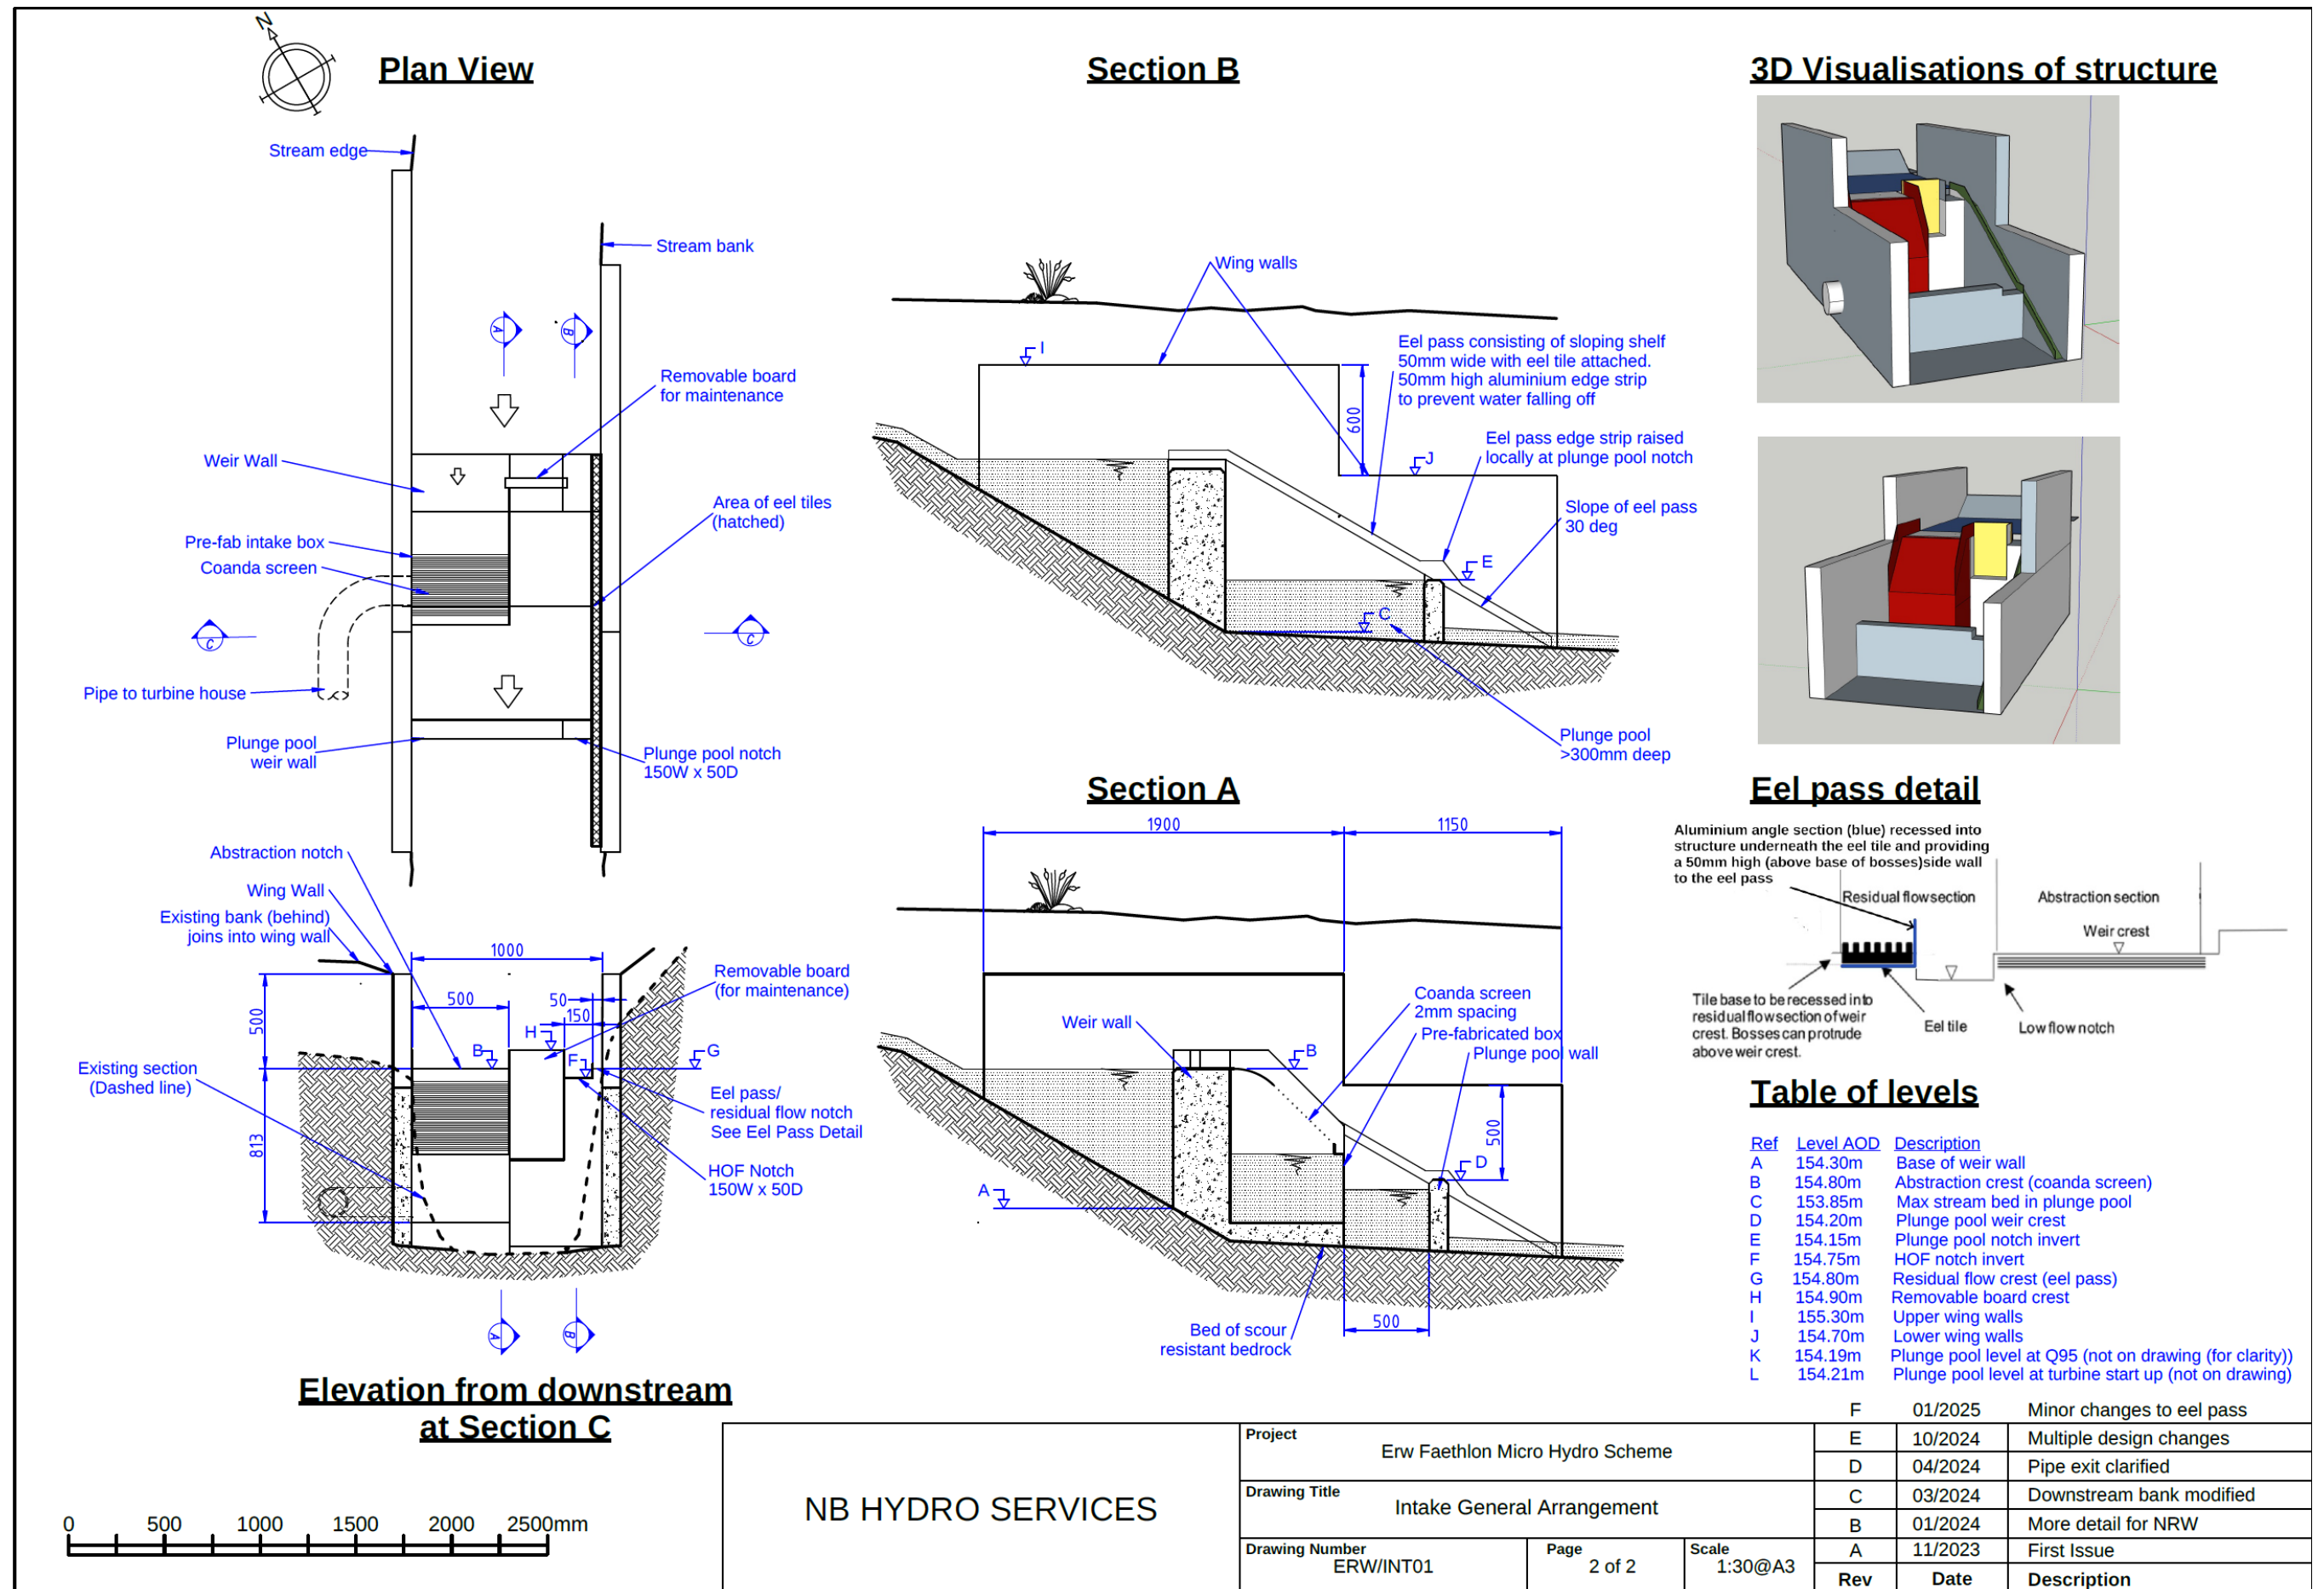 N
Plan View
Section B
3D Visualisations of structure
Stream edge
Stream bank
A
B
Removable board
for maintenance
Weir Wall
Area of eel tiles
(hatched)
Pre-fab intake box
Coanda screen
C
C
Pipe to turbine house
Plunge pool
weir wall
Plunge pool notch
150W x 50D
Wing walls
I
Eel pass consisting of sloping shelf
50mm wide with eel tile attached.
50mm high aluminium edge strip
to prevent water falling off
600
Eel pass edge strip raised
locally at plunge pool notch
J
Slope of eel pass
30 deg
E
C
Plunge pool
>300mm deep
Section A
1900
1150
Coanda screen
2mm spacing
Weir wall
Pre-fabricated box
Plunge pool wall
B
500
D
A
500
Bed of scour
resistant bedrock
Abstraction notch
Wing Wall
Existing bank (behind)
joins into wing wall
1000
Removable board
(for maintenance)
500
50
150
500
H
B
F
G
Existing section
(Dashed line)
Eel pass/
residual flow notch
See Eel Pass Detail
813
HOF Notch
150W x 50D
A
B
Elevation from downstream
at Section C
Eel pass detail
Aluminium angle section (blue) recessed into
structure underneath the eel tile and providing
a 50mm high (above base of bosses)side wall
to the eel pass
Residual flow section
Abstraction section
Weir crest
Tile base to be recessed into
residual flow section of weir
crest. Bosses can protrude
above weir crest.
Eel tile
Low flow notch
Table of levels
Ref Level AOD Description
A 154.30m Base of weir wall
B 154.80m Abstraction crest (coanda screen)
C 153.85m Max stream bed in plunge pool
D 154.20m Plunge pool weir crest
E 154.15m Plunge pool notch invert
F 154.75m HOF notch invert
G 154.80m Residual flow crest (eel pass)
H 154.90m Removable board crest
I 155.30m Upper wing walls
J 154.70m Lower wing walls
K 154.19m Plunge pool level at Q95 (not on drawing (for clarity))
L 154.21m Plunge pool level at turbine start up (not on drawing)
F 01/2025 Minor changes to eel pass
E 10/2024 Multiple design changes
D 04/2024 Pipe exit clarified
C 03/2024 Downstream bank modified
B 01/2024 More detail for NRW
A 11/2023 First Issue
Rev Date Description
0 500 1000 1500 2000 2500mm
NB HYDRO SERVICES
Project
Erw Faethlon Micro Hydro Scheme
Drawing Title
Intake General Arrangement
Drawing Number
ERW/INT01
Page
2 of 2
Scale
1:30@A3